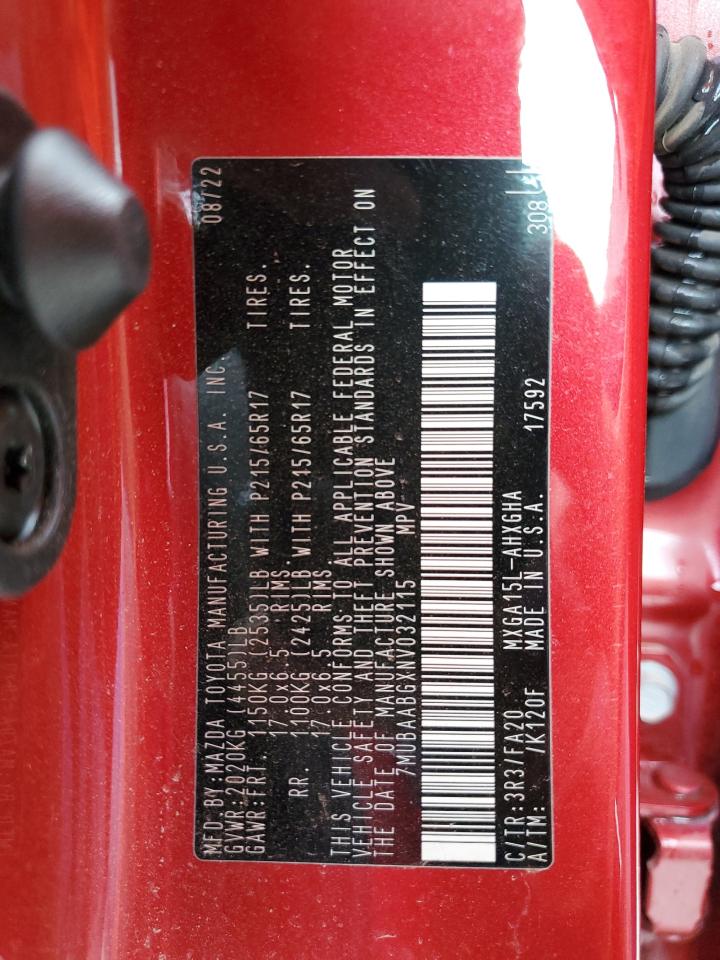 MFD.BY:MAZDA TOYOTA MANUFACTURING U.S.A INC. 08/22
GVWR:2020KG (4455)LB
GAWR:FRT. 1150KG (2535)LB WITH P215/65R17 TIRES.
17.0x6.5 RIMS.
RR. 1100KG (2425)LB WITH P215/65R17 TIRES.
17.0x6.5 RIMS
THIS VEHICLE CONFORMS TO ALL APPLICABLE FEDERAL MOTOR
VEHICLE SAFETY AND THEFT PREVENTION STANDARDS IN EFFECT ON
THE DATE OF MANUFACTURE SHOWN ABOVE
7MUBAABGXNV032115 MPV
C/TR:3R3/FA20 MXGA15L-AHXGHA 308
A/TM: /K120F MADE IN U.S.A. 17592